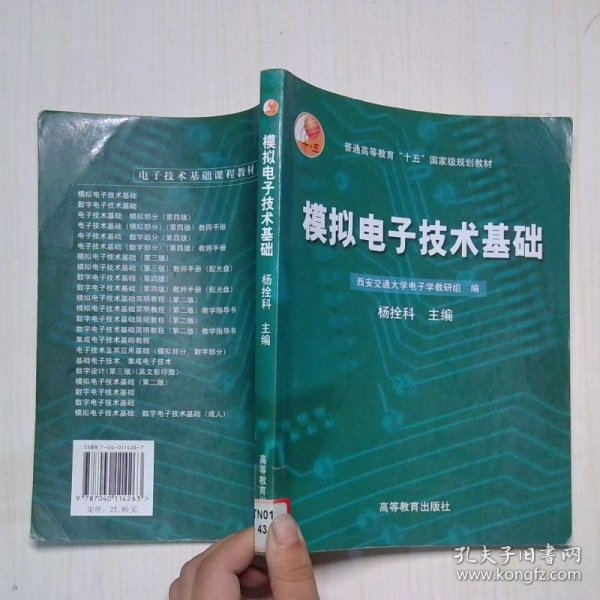 电子技术基础课程教材
模拟电子技术基础
数字电子技术基础
电子技术基础 模拟部分（第四版）
电子技术基础（模拟部分）（第四版）教师手册
电子技术基础 数字部分（第四版）
电子技术基础（数字部分）（第四版）教师手册
模拟电子技术基础（第三版）
模拟电子技术基础（第三版）教师手册（配光盘）
数字电子技术基础（第四版）
数字电子技术基础（第四版）教师手册（配光盘）
模拟电子技术基础简明教程（第二版）
模拟电子技术基础简明教程（第二版）教学指导书
数字电子技术基础简明教程（第二版）
数字电子技术基础简明教程（第二版）教学指导书
集成电子技术基础教程
电子技术及其应用基础（模拟部分、数字部分）
基础电子技术、集成电子技术
数字设计（第三版）（英文影印版）
模拟电子技术基础（第二版）
数字电子技术基础
数字电子技术基础
模拟电子技术基础、数字电子技术基础（成人）
ISBN 7-04-011426-7
9 787040 114263 >
定价：25.90 元
模拟电子技术基础
杨拴科 主编
高等教育
TN01
43
十·五
普通高等教育“十五”国家级规划教材
模拟电子技术基础
西安交通大学电子学教研组 编
杨拴科 主编
高等教育出版社
孔夫子旧书网
www.kongfz.com